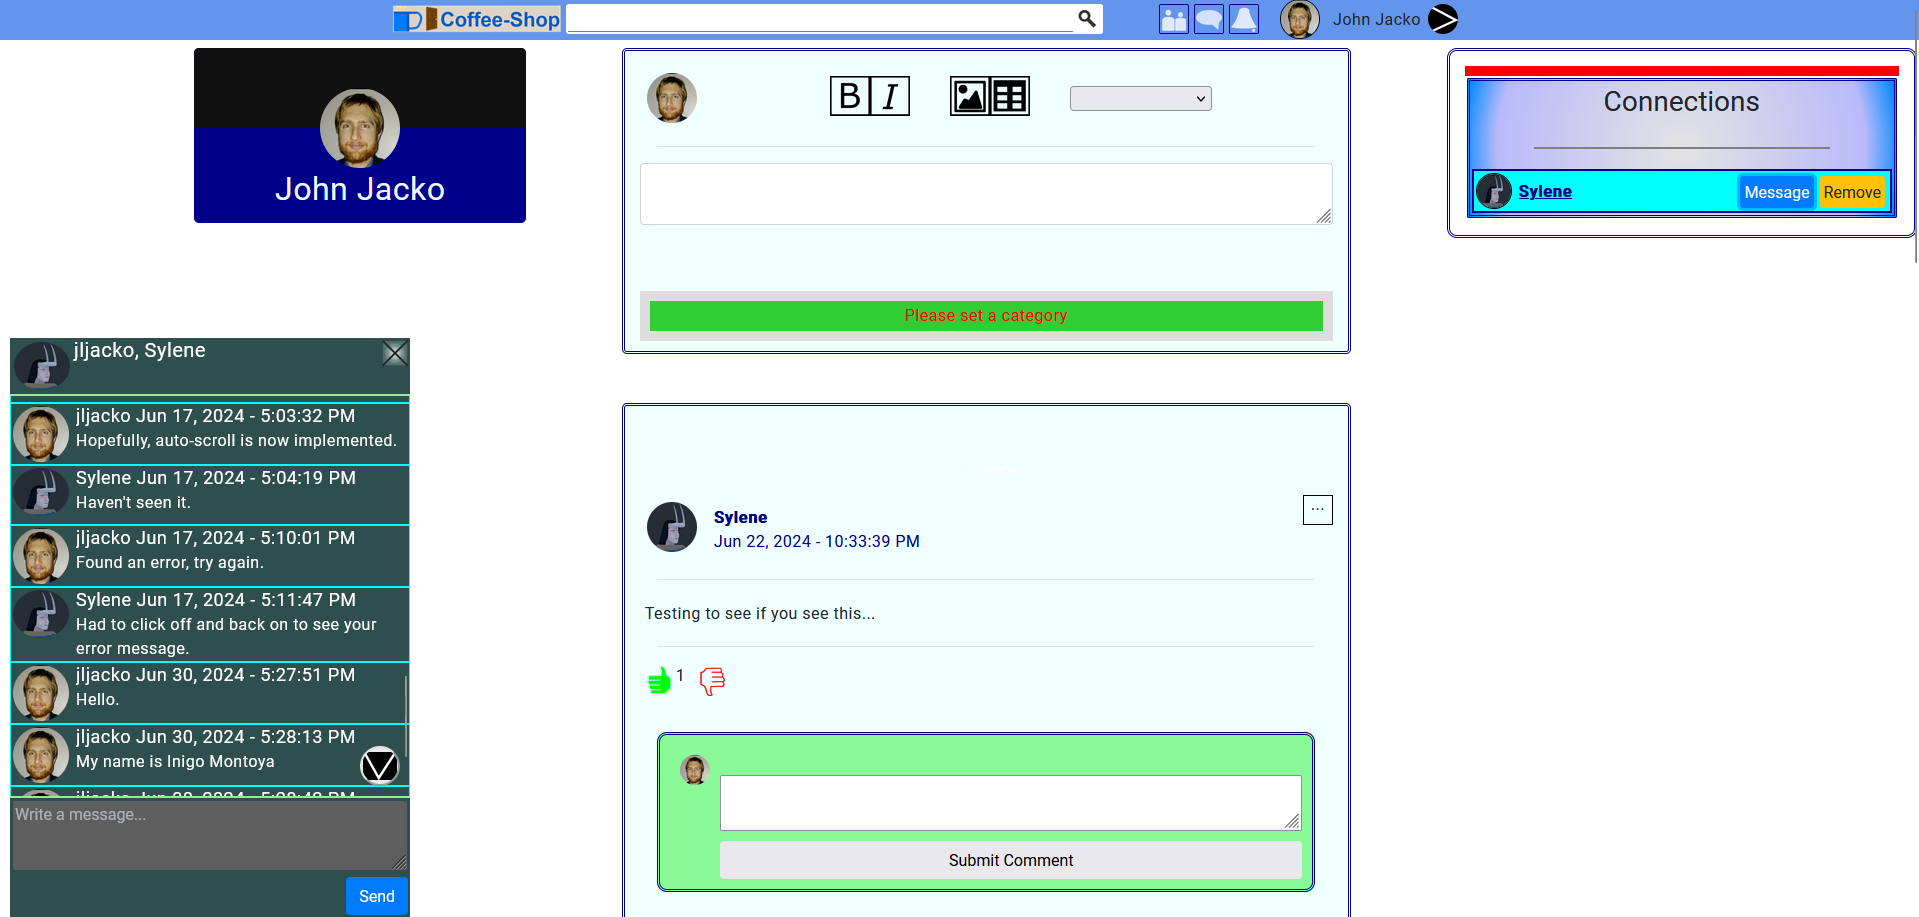 Coffee-Shop
John Jacko
John Jacko
B I
Please set a category
Connections
Sylene
Message
Remove
jljacko, Sylene
jljacko Jun 17, 2024 - 5:03:32 PM
Hopefully, auto-scroll is now implemented.
Sylene Jun 17, 2024 - 5:04:19 PM
Haven't seen it.
jljacko Jun 17, 2024 - 5:10:01 PM
Found an error, try again.
Sylene Jun 17, 2024 - 5:11:47 PM
Had to click off and back on to see your
error message.
jljacko Jun 30, 2024 - 5:27:51 PM
Hello.
jljacko Jun 30, 2024 - 5:28:13 PM
My name is Inigo Montoya
Write a message...
Send
Sylene
Jun 22, 2024 - 10:33:39 PM
...
Testing to see if you see this...
1
Submit Comment